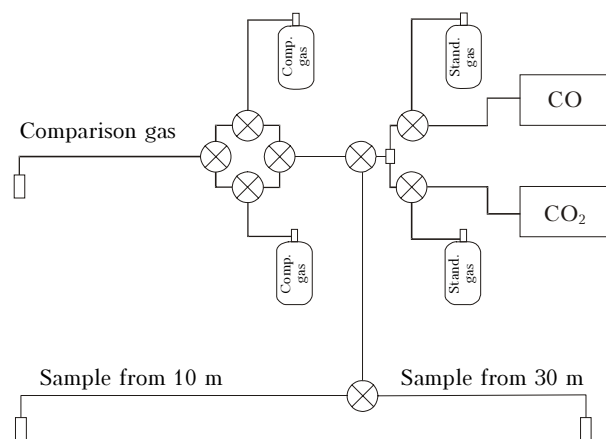 Comp.
gas
Stand.
gas
CO
Comparison gas
CO₂
Comp.
gas
Stand.
gas
Sample from 10 m
Sample from 30 m